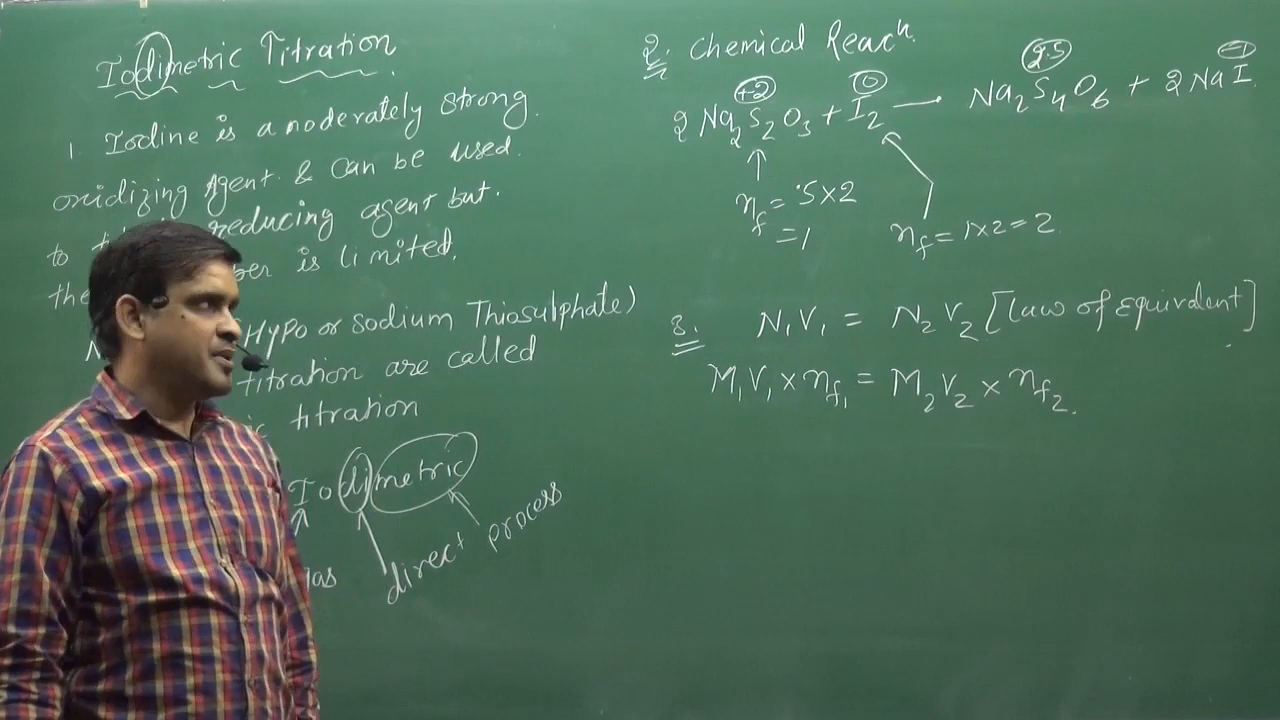 Iodimetric Titration
1. Iodine is a moderately strong
oxidizing Agent & can be used.
to reducing agent but.
the is limited.
Hypo or sodium Thiosulphate)
titration are called
titration
Iodimetric
direct process
2. Chemical Reacn.
+2 0 2.5 -1
2 Na2S2O3 + I2 → Na2S4O6 + 2NaI
nf = .5×2
= 1
nf = 1×2 = 2
3. N1V1 = N2V2 [Law of Equivalent]
M1V1 × nf1 = M2V2 × nf2.